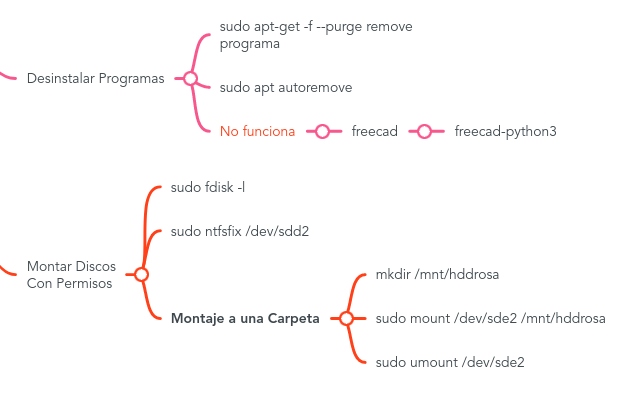 sudo apt-get -f --purge remove
programa
Desinstalar Programas
sudo apt autoremove
No funciona
freecad
freecad-python3
sudo fdisk -l
sudo ntfsfix /dev/sdd2
Montar Discos
Con Permisos
Montaje a una Carpeta
mkdir /mnt/hddrosa
sudo mount /dev/sde2 /mnt/hddrosa
sudo umount /dev/sde2